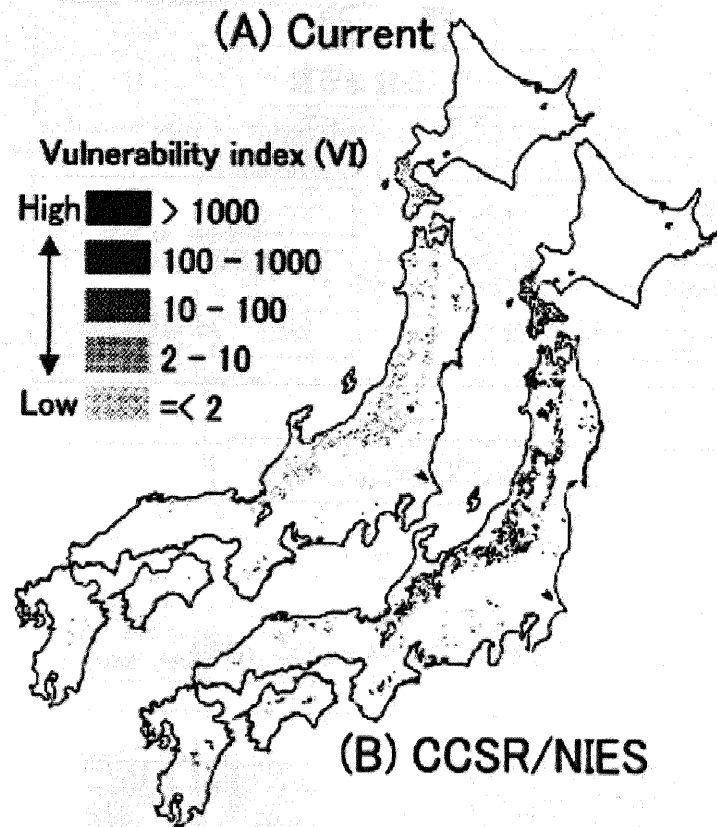 (A) Current
Vulnerability index (VI)
High > 1000
100 - 1000
10 - 100
2 - 10
Low =< 2
(B) CCSR/NIES